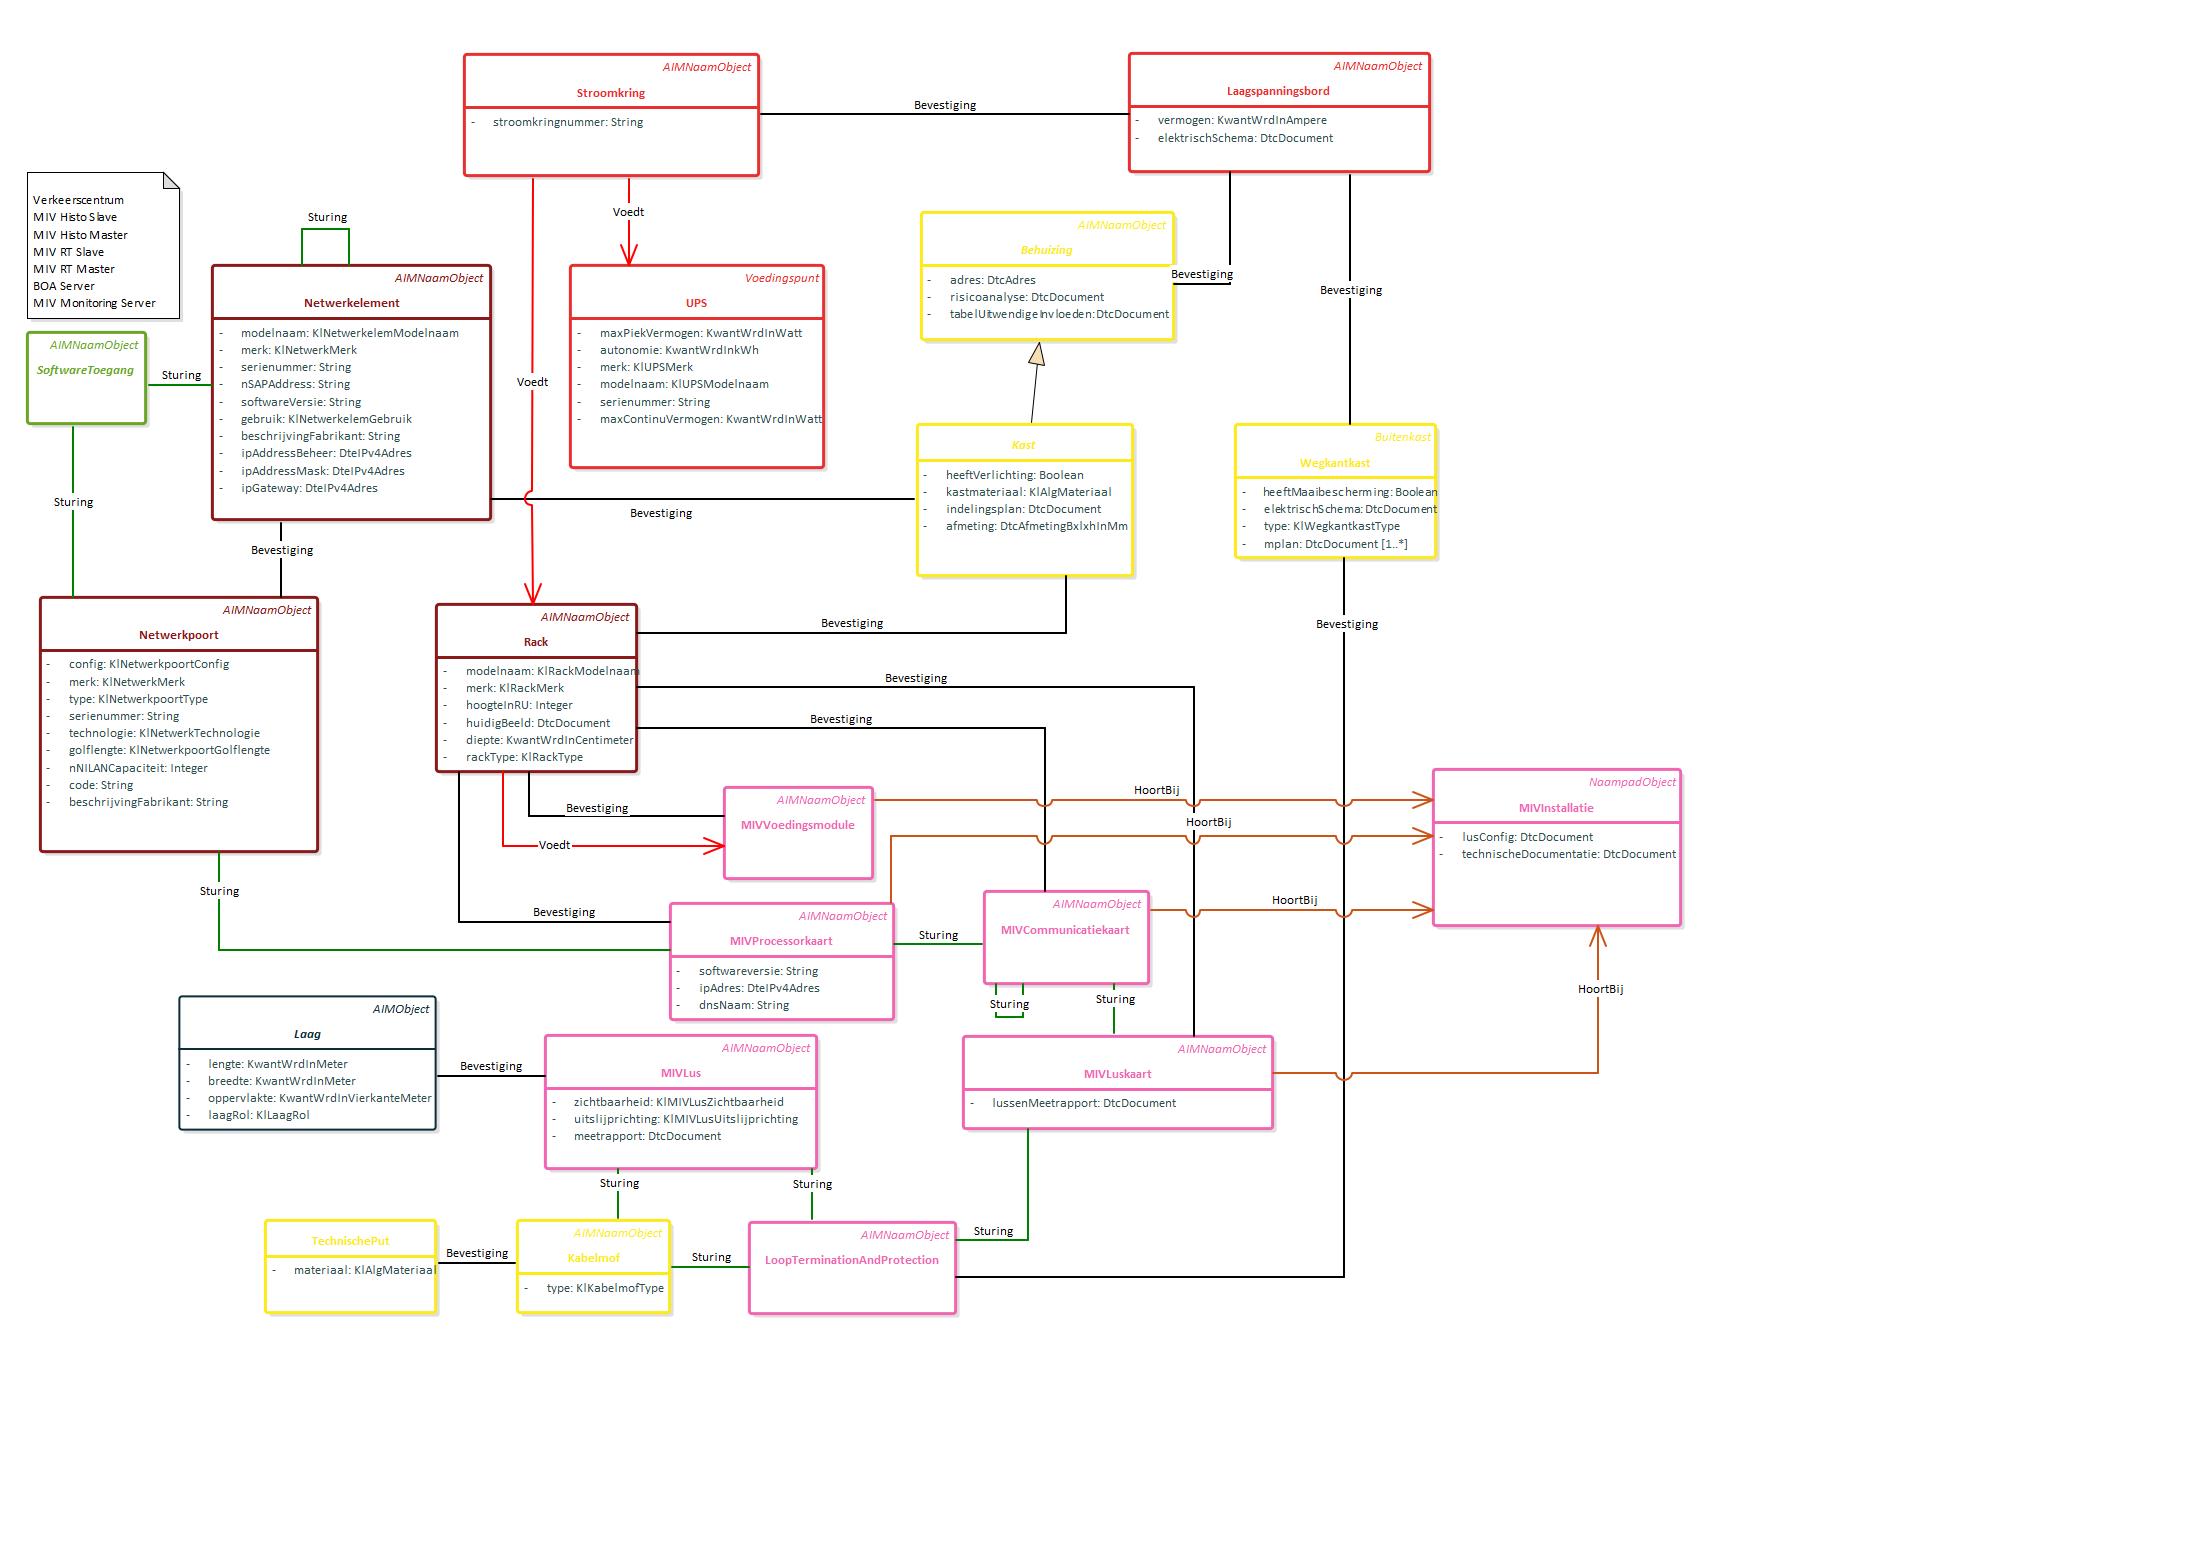 AIMNaamObject
Stroomkring
- stroomkringnummer: String
Bevestiging
AIMNaamObject
Laagspanningsbord
- vermogen: KwantWrdInAmpere
- elektrischSchema: DtcDocument
Verkeerscentrum
MIV Histo Slave
MIV Histo Master
MIV RT Slave
MIV RT Master
BOA Server
MIV Monitoring Server
Sturing
Voedt
AIMNaamObject
Behuizing
- adres: DtcAdres
- risicoanalyse: DtcDocument
- tabelUitwendigeInvloeden: DtcDocument
Bevestiging
Bevestiging
AIMNaamObject
SoftwareToegang
Sturing
AIMNaamObject
Netwerkelement
- modelnaam: KlNetwerkelemModelnaam
- merk: KlNetwerkMerk
- serienummer: String
- nSAPAddress: String
- softwareVersie: String
- gebruik: KlNetwerkelemGebruik
- beschrijvingFabrikant: String
- ipAddressBeheer: DteIPv4Adres
- ipAddressMask: DteIPv4Adres
- ipGateway: DteIPv4Adres
Voedt
Voedingspunt
UPS
- maxPiekVermogen: KwantWrdInWatt
- autonomie: KwantWrdInkWh
- merk: KlUPSMerk
- modelnaam: KlUPSModelnaam
- serienummer: String
- maxContinuVermogen: KwantWrdInWatt
Kast
- heeftVerlichting: Boolean
- kastmateriaal: KlAlgMateriaal
- indelingsplan: DtcDocument
- afmeting: DtcAfmetingBxlxhInMm
Buitenkast
Wegkantkast
- heeftMaaibescherming: Boolean
- elektrischSchema: DtcDocument
- type: KlWegkantkastType
- mplan: DtcDocument [1..*]
Sturing
Bevestiging
Bevestiging
AIMNaamObject
Netwerkpoort
- config: KlNetwerkpoortConfig
- merk: KlNetwerkMerk
- type: KlNetwerkpoortType
- serienummer: String
- technologie: KlNetwerkTechnologie
- golflengte: KlNetwerkpoortGolflengte
- nNILANCapaciteit: Integer
- code: String
- beschrijvingFabrikant: String
AIMNaamObject
Rack
- modelnaam: KlRackModelnaam
- merk: KlRackMerk
- hoogteInRU: Integer
- huidigBeeld: DtcDocument
- diepte: KwantWrdInCentimeter
- rackType: KlRackType
Bevestiging
Bevestiging
Bevestiging
Bevestiging
Bevestiging
Voedt
AIMNaamObject
MIVVoedingsmodule
HoortBij
HoortBij
NaampadObject
MIVInstallatie
- lusConfig: DtcDocument
- technischeDocumentatie: DtcDocument
Sturing
Bevestiging
AIMNaamObject
MIVProcessorkaart
- softwareversie: String
- ipAdres: DteIPv4Adres
- dnsNaam: String
Sturing
AIMNaamObject
MIVCommunicatiekaart
HoortBij
Sturing
Sturing
HoortBij
AIMObject
Laag
- lengte: KwantWrdInMeter
- breedte: KwantWrdInMeter
- oppervlakte: KwantWrdInVierkanteMeter
- laagRol: KlLaagRol
Bevestiging
AIMNaamObject
MIVLus
- zichtbaarheid: KlMIVLusZichtbaarheid
- uitslijprichting: KlMIVLusUitslijprichting
- meetrapport: DtcDocument
AIMNaamObject
MIVLuskaart
- lussenMeetrapport: DtcDocument
Sturing
Sturing
TechnischePut
- materiaal: KlAlgMateriaal
Bevestiging
AIMNaamObject
Kabelmof
- type: KlKabelmofType
Sturing
AIMNaamObject
LoopTerminationAndProtection
Sturing